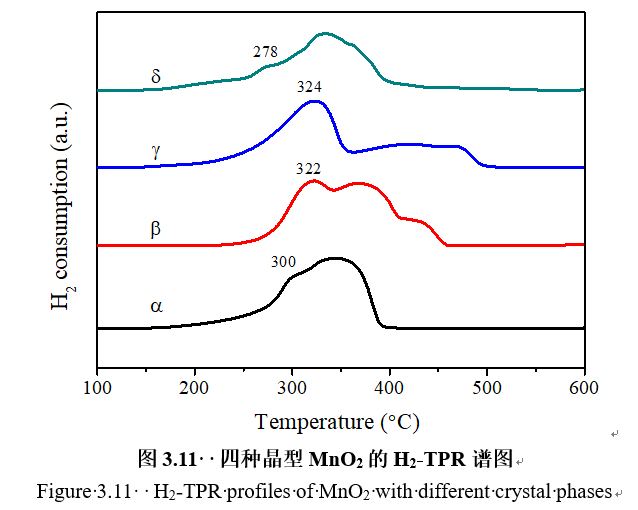 278
δ
324
γ
322
β
300
α
H₂ consumption (a.u.)
100 200 300 400 500 600
Temperature (°C)
图 3.11··四种晶型 MnO₂ 的 H₂-TPR 谱图
Figure·3.11··H₂-TPR·profiles·of·MnO₂·with·different·crystal·phases